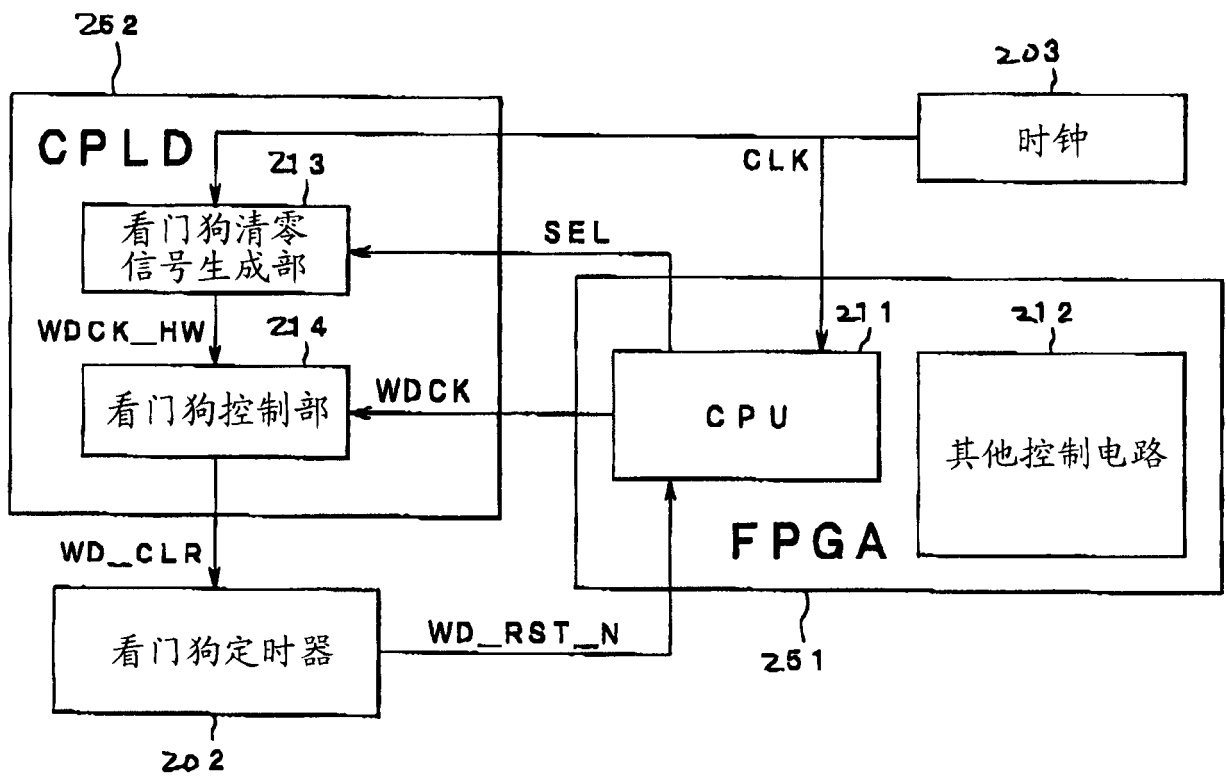 252
203
CPLD
时钟
CLK
213
看门狗清零
信号生成部
SEL
WDCK_HW
214
211
212
看门狗控制部
WDCK
CPU
其他控制电路
FPGA
WD_CLR
看门狗定时器
WD_RST_N
251
202